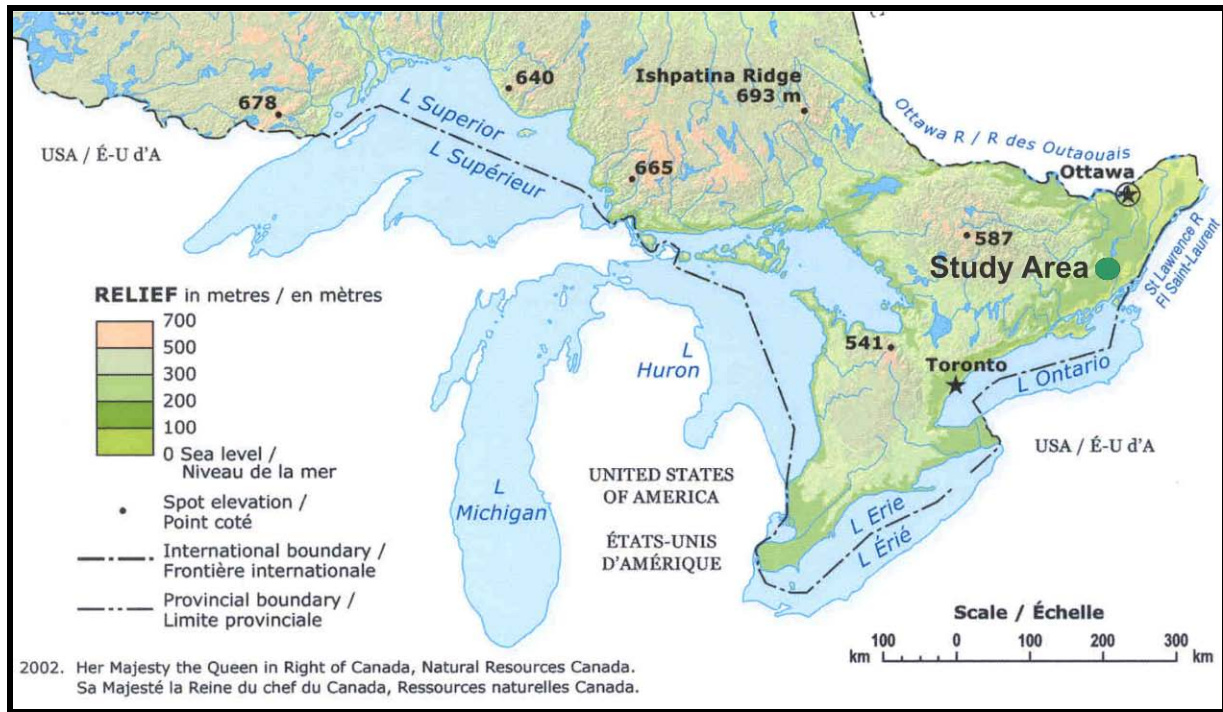 640
Ishpatina Ridge
693 m
678
L Superior
L Supérieur
Ottawa R / R des Outaouais
USA / É-U d'A
665
Ottawa
587
Study Area
St Lawrence R
Fl Saint-Laurent
RELIEF in metres / en mètres
700
500
300
200
100
0 Sea level /
Niveau de la mer
541
L
Huron
Toronto
L Ontario
USA / É-U d'A
UNITED STATES
OF AMERICA
ÉTATS-UNIS
D'AMÉRIQUE
L
Michigan
L Erie
L Érié
Spot elevation /
Point coté
International boundary /
Frontière internationale
Provincial boundary /
Limite provinciale
Scale / Échelle
100 0 100 200 300
km km
2002. Her Majesty the Queen in Right of Canada, Natural Resources Canada.
Sa Majesté la Reine du chef du Canada, Ressources naturelles Canada.